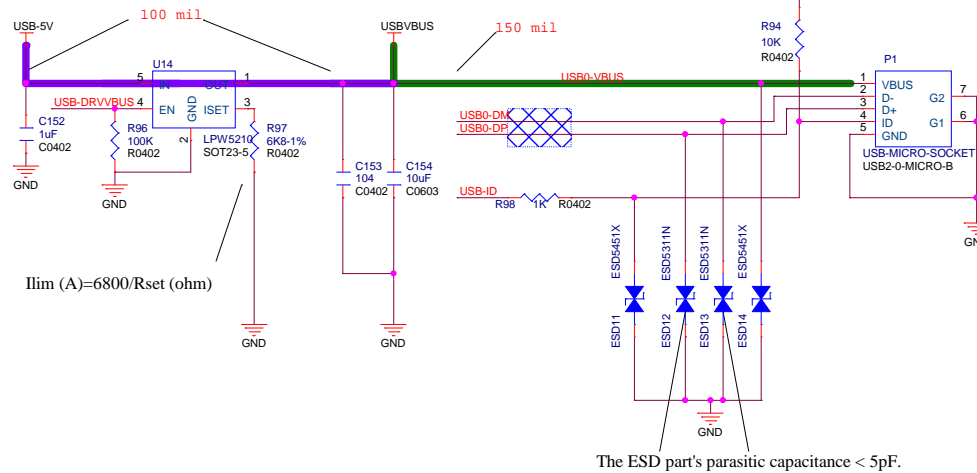 USB-5V
100 mil
USBVBUS
150 mil
R94
10K
R0402
P1
U14
5
IN
OUT
1
USB0-VBUS
1
VBUS
2
D-
G2
7
3
D+
4
ID
G1
6
5
GND
USB-DRVVBUS
4
EN
GND
ISET
3
2
LPW5210
SOT23-5
C152
1uF
C0402
R96
100K
R0402
R97
6K8-1%
R0402
USB0-DM
USB0-DP
USB-MICRO-SOCKET
USB2-0-MICRO-B
GND
GND
C153
104
C0402
C154
10uF
C0603
USB-ID
R98
1K
R0402
ESD5451X
ESD5311N
ESD5311N
ESD5451X
Ilim (A)=6800/Rset (ohm)
ESD11
ESD12
ESD13
ESD14
GND
GND
GND
The ESD part's parasitic capacitance < 5pF.